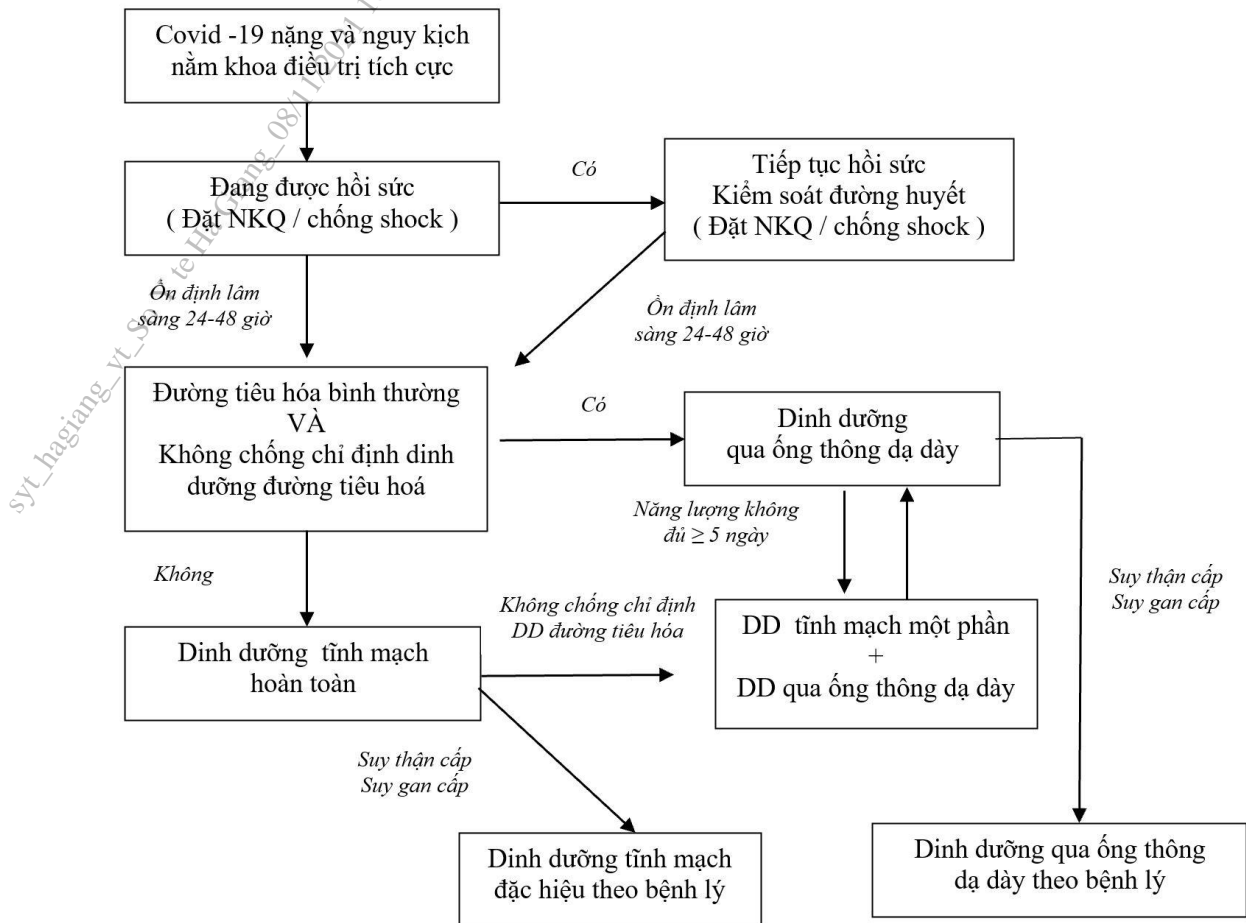 Covid -19 nặng và nguy kịch
nằm khoa điều trị tích cực
Đang được hồi sức
( Đặt NKQ / chống shock )
Có
Tiếp tục hồi sức
Kiểm soát đường huyết
( Đặt NKQ / chống shock )
Ổn định lâm
sàng 24-48 giờ
Ổn định lâm
sàng 24-48 giờ
Đường tiêu hóa bình thường
VÀ
Không chống chỉ định dinh
dưỡng đường tiêu hoá
Có
Dinh dưỡng
qua ống thông dạ dày
Năng lượng không
đủ ≥ 5 ngày
Suy thận cấp
Suy gan cấp
Không
Không chống chỉ định
DD đường tiêu hóa
Dinh dưỡng tĩnh mạch
hoàn toàn
DD tĩnh mạch một phần
+
DD qua ống thông dạ dày
Suy thận cấp
Suy gan cấp
Dinh dưỡng tĩnh mạch
đặc hiệu theo bệnh lý
Dinh dưỡng qua ống thông
dạ dày theo bệnh lý
syt_hagiang_vt_So te Ha Giang_08/11/2021